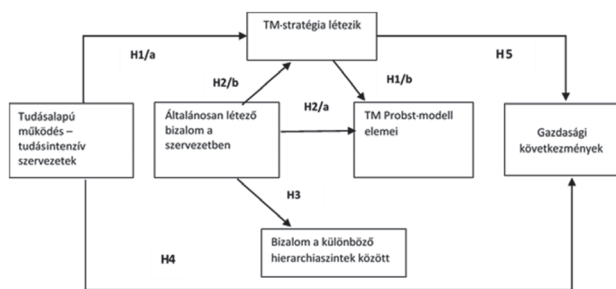 TM-stratégia létezik
H1/a
H5
H2/b
H1/b
Tudásalapú
működés –
tudásintenzív
szervezetek
Általánosan létező
bizalom a
szervezetben
H2/a
TM Probst-modell
elemei
Gazdasági
következmények
H3
Bizalom a különböző
hierarchiaszintek között
H4